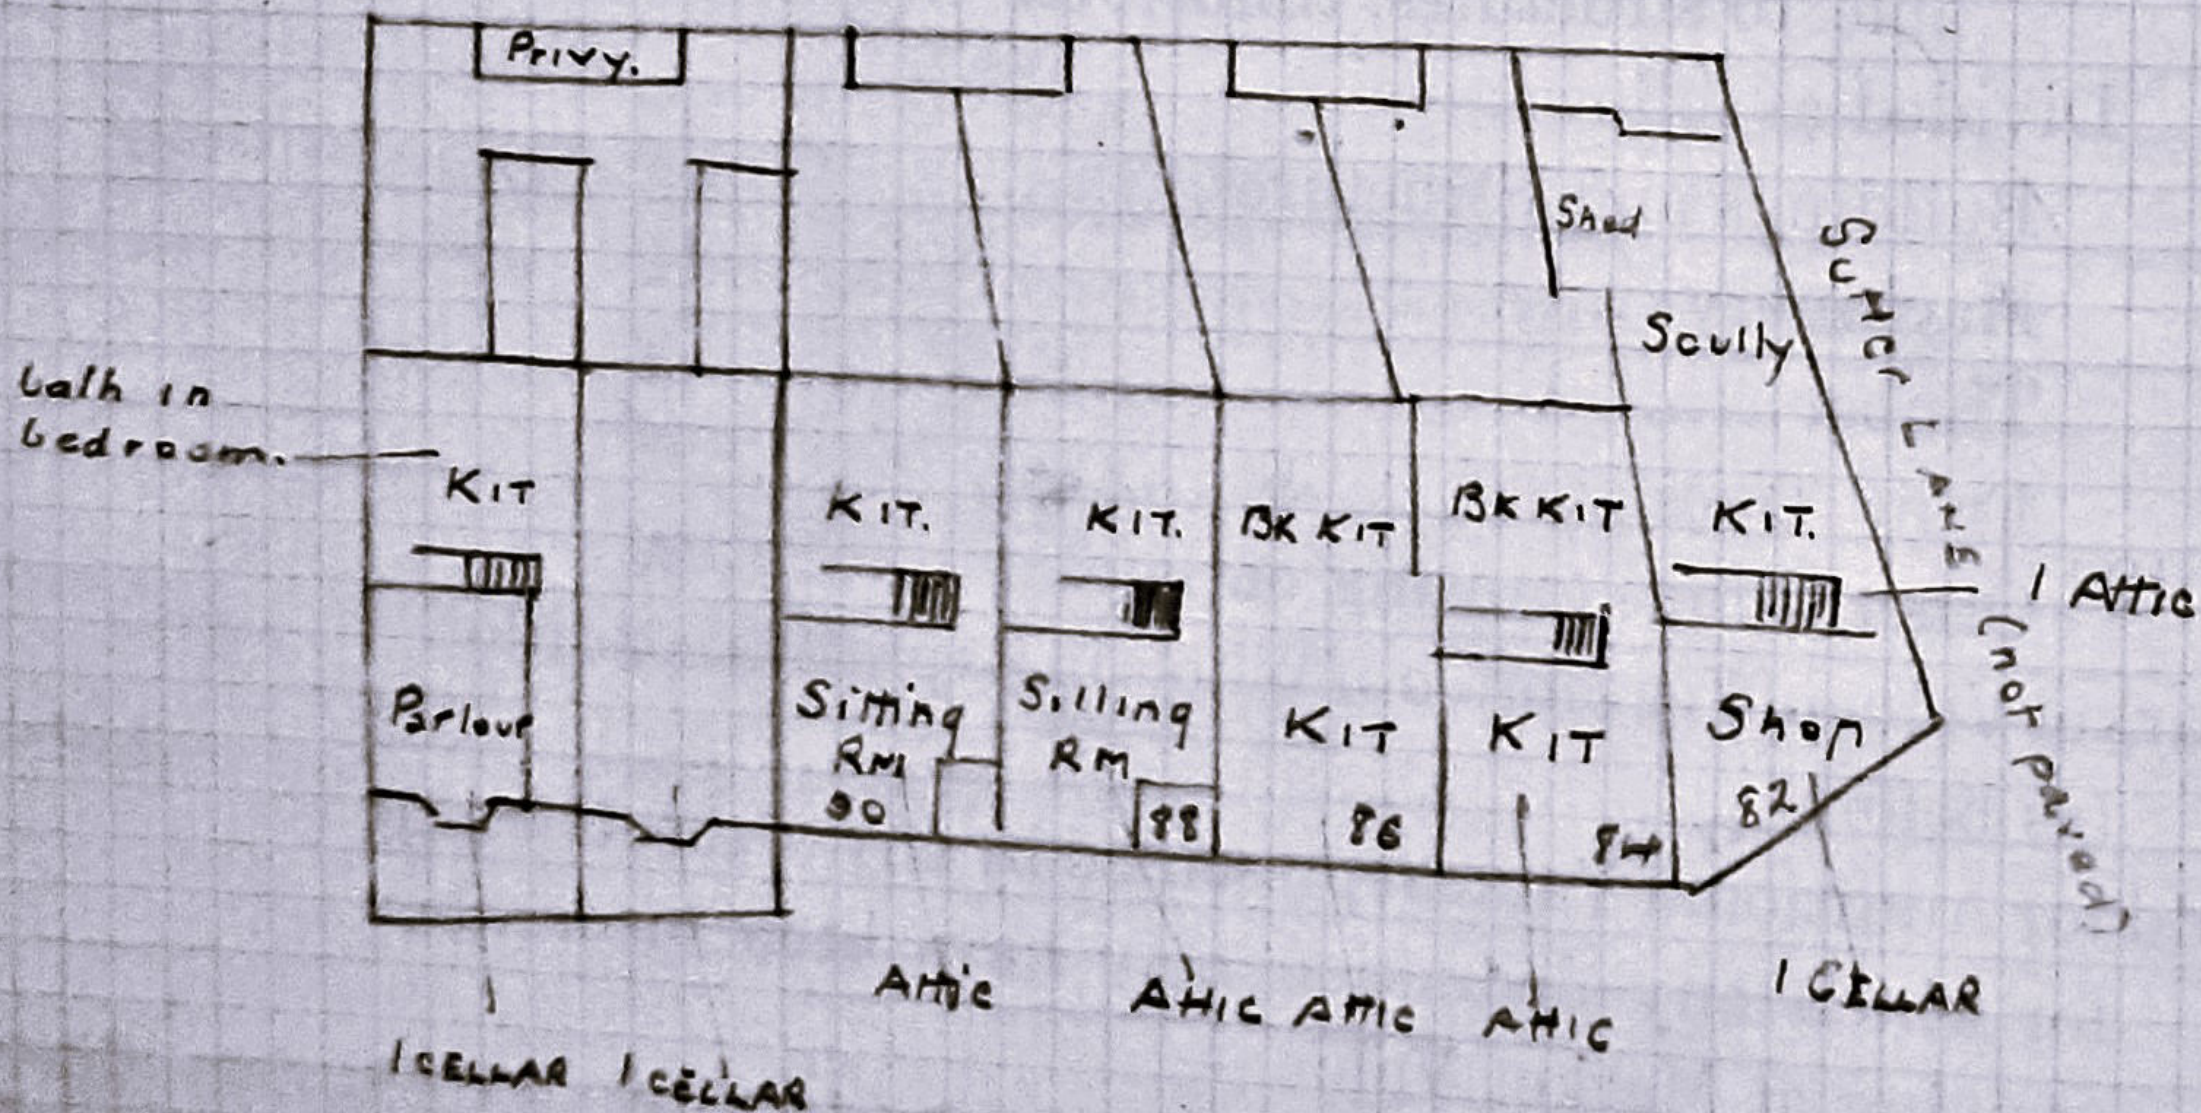 Privy.
Shed
Scully
bath in
bedroom.
KIT
KIT.
KIT.
BK KIT
BK KIT
KIT.
1 Attic
Parlour
Sitting
RM
90
Sitting
RM
88
KIT
86
KIT
84
Shop
82
LANE
(not paved)
Attic
Attic
Attic
Attic
1 CELLAR
1 CELLAR
1 CELLAR